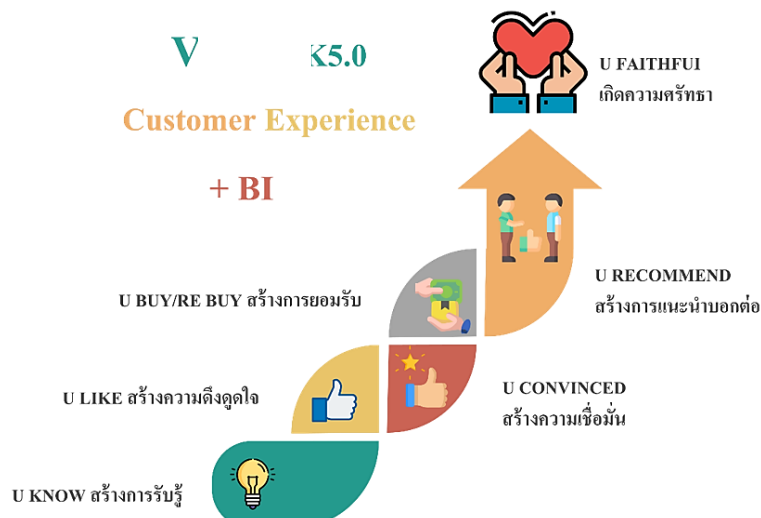 V K5.0
Customer Experience
+ BI
U FAITHFUI
เกิดความศรัทธา
U RECOMMEND
สร้างการแนะนำบอกต่อ
U BUY/RE BUY สร้างการยอมรับ
U LIKE สร้างความดึงดูดใจ
U CONVINCED
สร้างความเชื่อมั่น
U KNOW สร้างการรับรู้